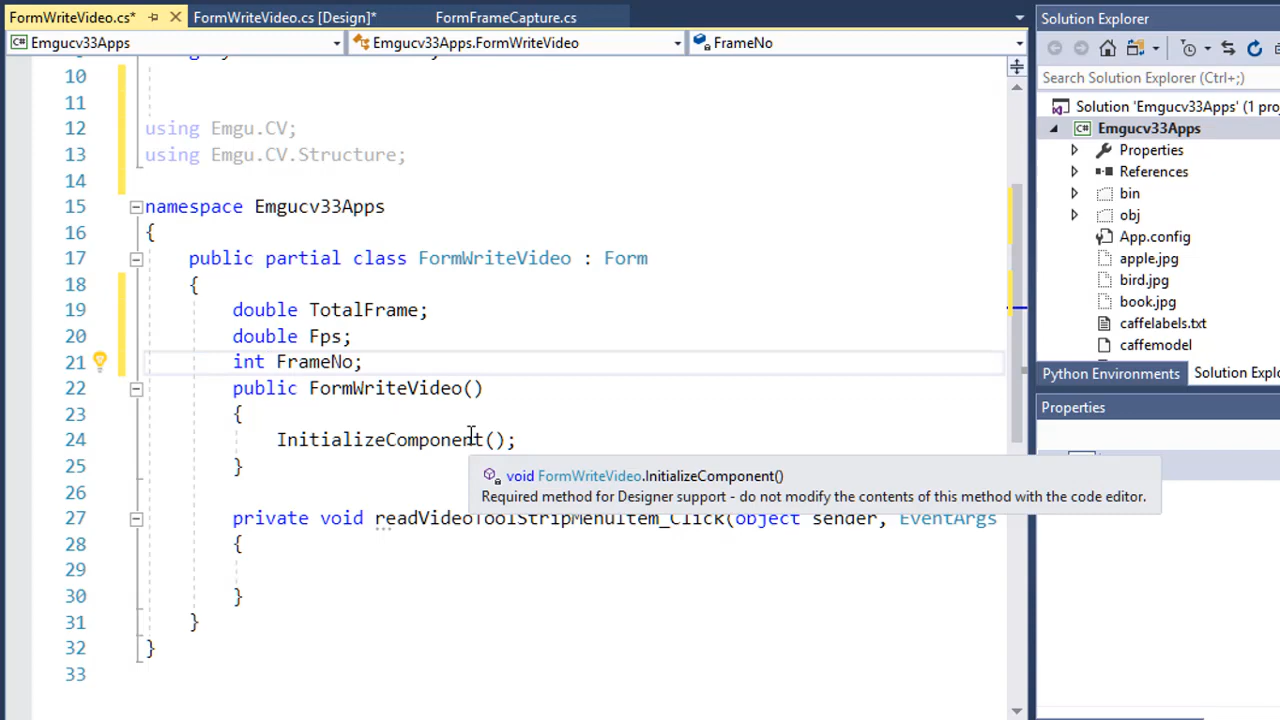 FormWriteVideo.cs*
FormWriteVideo.cs [Design]*
FormFrameCapture.cs
Emgucv33Apps
Emgucv33Apps.FormWriteVideo
FrameNo
10
11
12 using Emgu.CV;
13 using Emgu.CV.Structure;
14
15 namespace Emgucv33Apps
16 {
17 public partial class FormWriteVideo : Form
18 {
19 double TotalFrame;
20 double Fps;
21 int FrameNo;
22 public FormWriteVideo()
23 {
24 InitializeComponent();
25 }
void FormWriteVideo.InitializeComponent()
Required method for Designer support - do not modify the contents of this method with the code editor.
26
27 private void readVideoToolStripMenuItem_Click(object sender, EventArgs
28 {
29
30 }
31 }
32 }
33
Solution Explorer
Search Solution Explorer (Ctrl+;)
Solution 'Emgucv33Apps' (1 proj
Emgucv33Apps
Properties
References
bin
obj
App.config
apple.jpg
bird.jpg
book.jpg
caffelabels.txt
caffemodel
Python Environments
Solution Explo
Properties